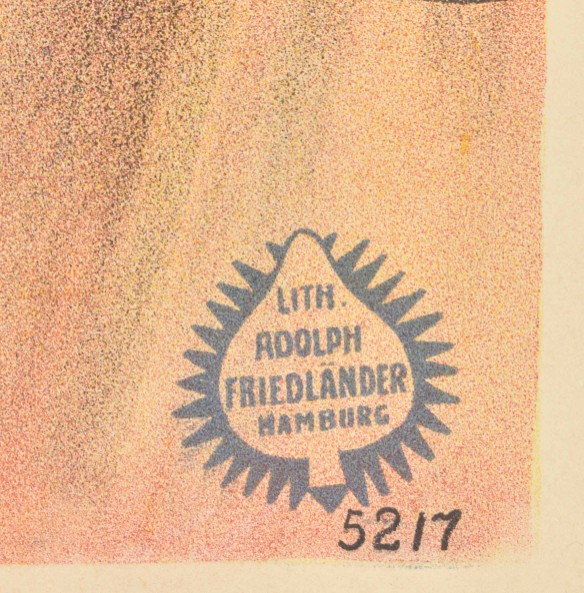 LITH.
ADOLPH
FRIEDLÄNDER
HAMBURG
5217